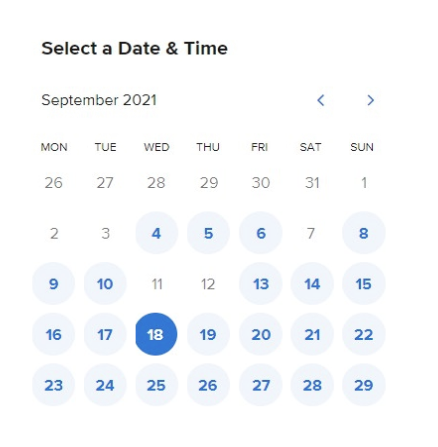 Select a Date & Time
September 2021
MON TUE WED THU FRI SAT SUN
26 27 28 29 30 31 1
2 3 4 5 6 7 8
9 10 11 12 13 14 15
16 17 18 19 20 21 22
23 24 25 26 27 28 29